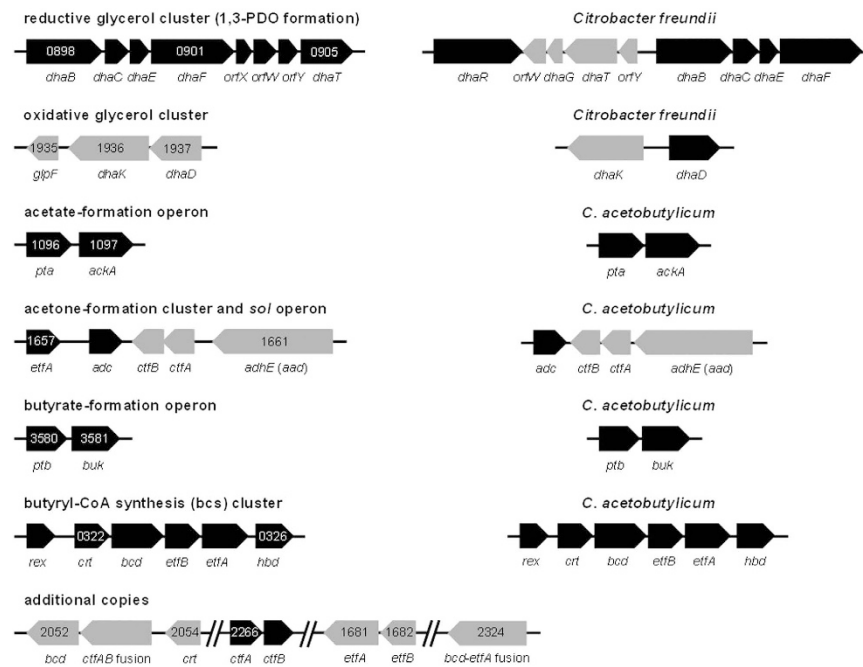 reductive glycerol cluster (1,3-PDO formation) Citrobacter freundii
0898 0901 0905
dhaB dhaC dhaE dhaF orfX orfW orfY dhaT dhaR orfW dhaG dhaT orfY dhaB dhaC dhaE dhaF
oxidative glycerol cluster Citrobacter freundii
1935 1936 1937
glpF dhaK dhaD dhaK dhaD
acetate-formation operon C. acetobutylicum
1096 1097
pta ackA pta ackA
acetone-formation cluster and sol operon C. acetobutylicum
1657 1661
etfA adc ctfB ctfA adhE (aad) adc ctfB ctfA adhE (aad)
butyrate-formation operon C. acetobutylicum
3580 3581
ptb buk ptb buk
butyryl-CoA synthesis (bcs) cluster C. acetobutylicum
0322 0326
rex crt bcd etfB etfA hbd rex crt bcd etfB etfA hbd
additional copies
2052 2054 2266 1681 1682 2324
bcd ctfAB fusion crt ctfA ctfB etfA etfB bcd-etfA fusion